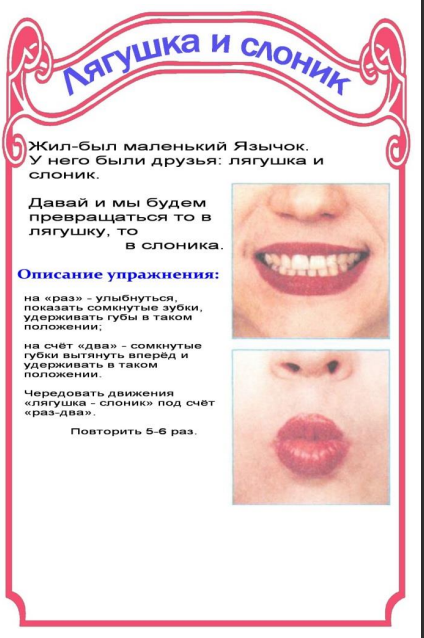 Лягушка и слоник
Жил-был маленький Язычок.
У него были друзья: лягушка и
слоник.
Давай и мы будем
превращаться то в
лягушку, то
в слоника.
Описание упражнения:
на «раз» - улыбнуться,
показать сомкнутые зубки,
удерживать губы в таком
положении;
на счёт «два» - сомкнутые
губки вытянуть вперёд и
удерживать в таком
положении.
Чередовать движения
«лягушка - слоник» под счёт
«раз-два».
Повторить 5-6 раз.